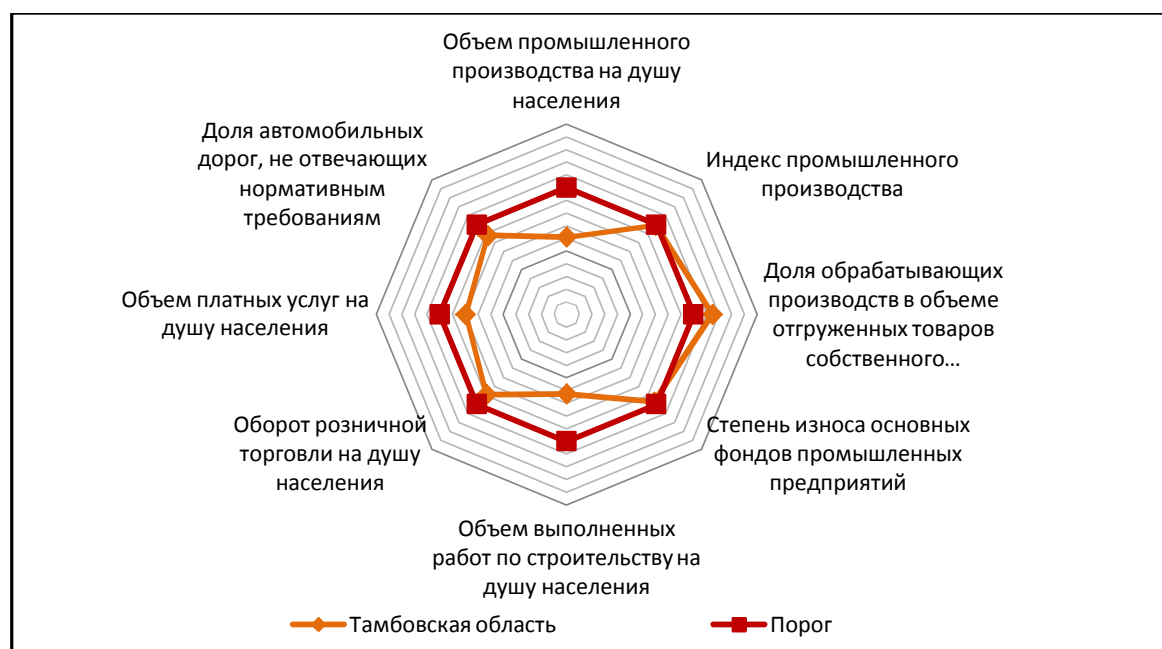 Объем промышленного
производства на душу
населения
Индекс промышленного
производства
Доля обрабатывающих
производств в объеме
отгруженных товаров
собственного...
Степень износа основных
фондов промышленных
предприятий
Объем выполненных
работ по строительству на
душу населения
Оборот розничной
торговли на душу
населения
Объем платных услуг на
душу населения
Доля автомобильных
дорог, не отвечающих
нормативным
требованиям
Тамбовская область
Порог